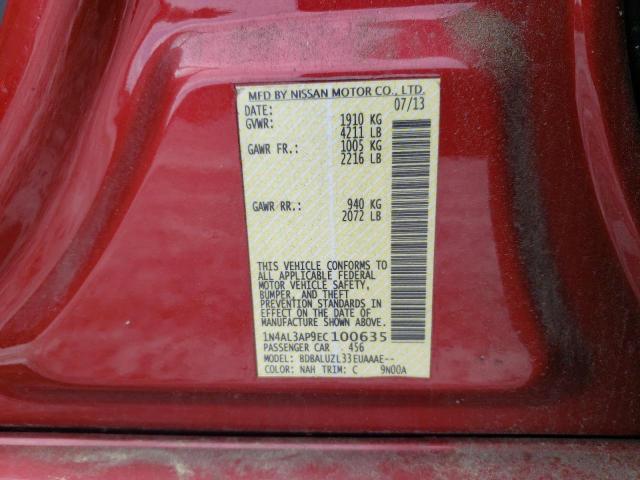 MFD BY NISSAN MOTOR CO., LTD.
DATE: 07/13
GVWR: 1910 KG
4211 LB
GAWR FR.: 1005 KG
2216 LB
GAWR RR.: 940 KG
2072 LB
THIS VEHICLE CONFORMS TO
ALL APPLICABLE FEDERAL
MOTOR VEHICLE SAFETY,
BUMPER, AND THEFT
PREVENTION STANDARDS IN
EFFECT ON THE DATE OF
MANUFACTURE SHOWN ABOVE.
1N4AL3AP9EC100635
PASSENGER CAR 456
MODEL: BDBALUZL33EUAAAE--
COLOR: NAH TRIM: C 9N00A